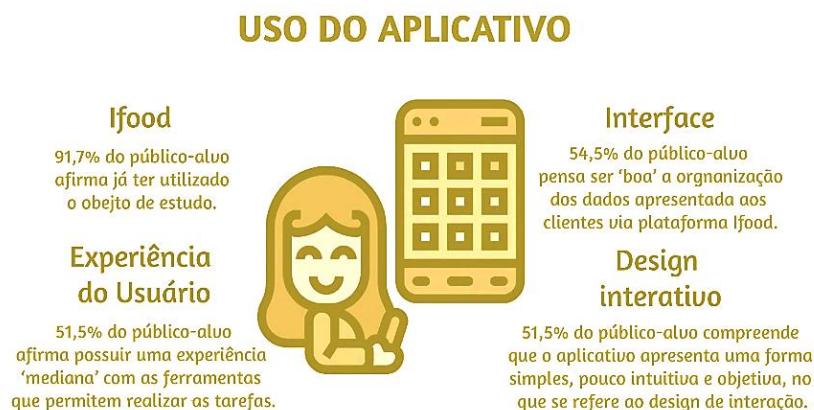 USO DO APLICATIVO
Ifood
91,7% do público-alvo
afirma já ter utilizado
o obejto de estudo.
Experiência
do Usuário
51,5% do público-alvo
afirma possuir uma experiência
‘mediana’ com as ferramentas
que permitem realizar as tarefas.
Interface
54,5% do público-alvo
pensa ser ‘boa’ a orgnanização
dos dados apresentada aos
clientes via plataforma Ifood.
Design
interativo
51,5% do público-alvo compreende
que o aplicativo apresenta uma forma
simples, pouco intuitiva e objetiva, no
que se refere ao design de interação.